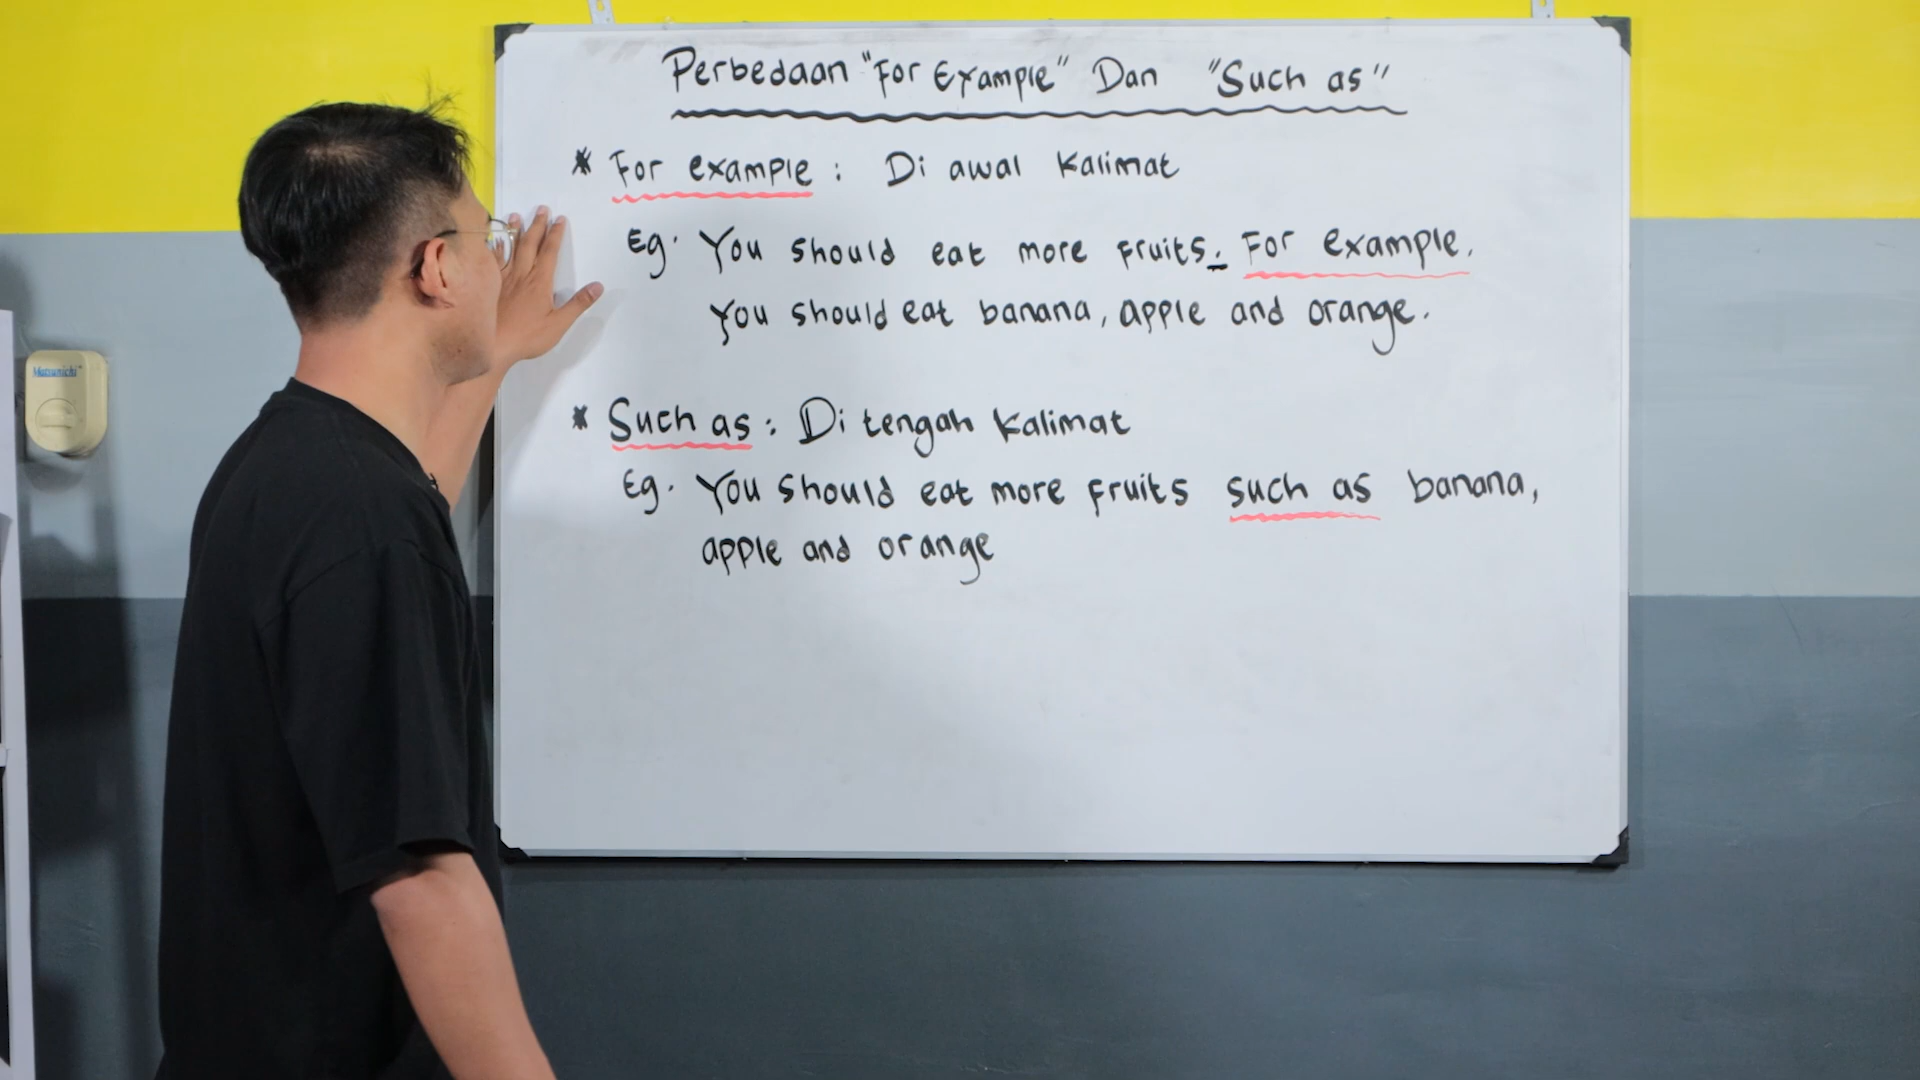 Perbedaan "For Example" Dan "Such as"
* For example : Di awal Kalimat
Eg. You should eat more fruits. For example,
You should eat banana, apple and orange.
* Such as : Di tengah Kalimat
Eg. You should eat more fruits such as banana,
apple and orange
Matsunichi